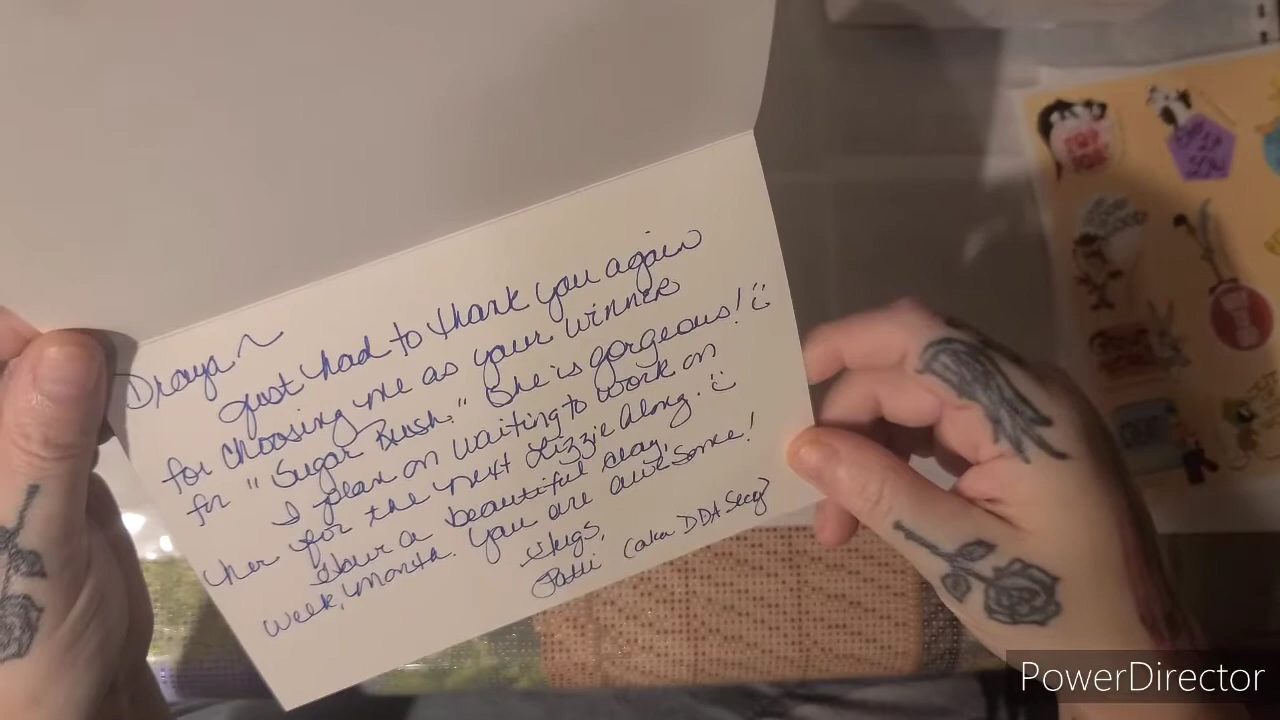 Draya ~
Just had to thank you again
for choosing me as your winner
for "Sugar Rush." She is gorgeous! :)
I plan on waiting to work on
her for the next Lizzie Along. :)
Have a beautiful day,
week, month. You are awesome!
Hugs,
Patti (aka DDA Secy)
PowerDirector